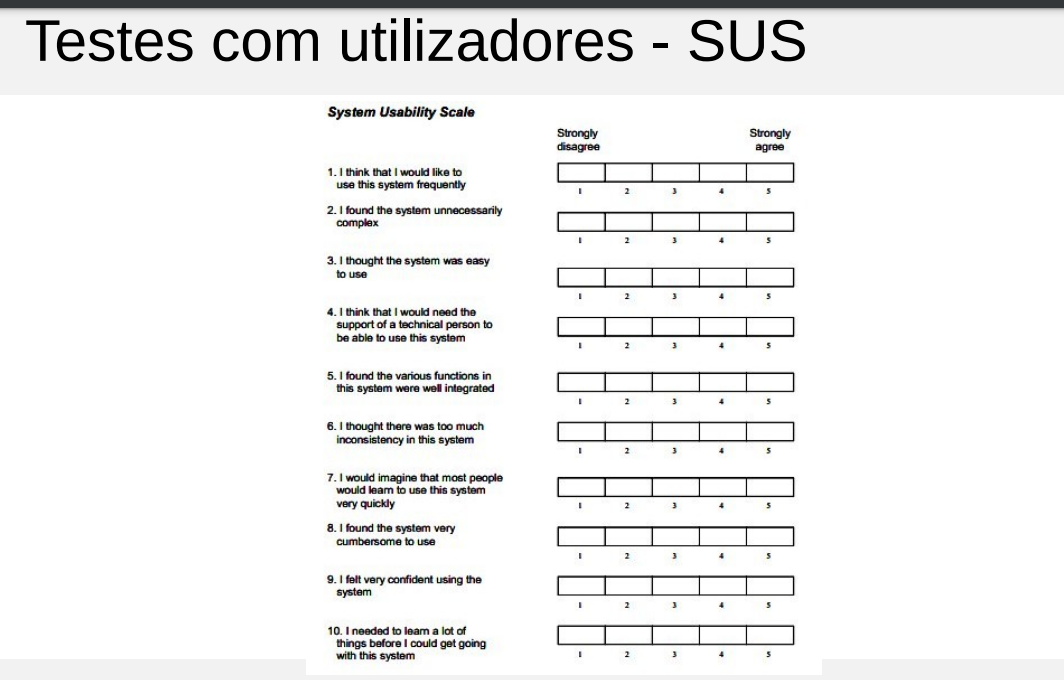 Testes com utilizadores - SUS
System Usability Scale
Strongly
disagree
Strongly
agree
1. I think that I would like to
use this system frequently
1 2 3 4 5
2. I found the system unnecessarily
complex
1 2 3 4 5
3. I thought the system was easy
to use
1 2 3 4 5
4. I think that I would need the
support of a technical person to
be able to use this system
1 2 3 4 5
5. I found the various functions in
this system were well integrated
1 2 3 4 5
6. I thought there was too much
inconsistency in this system
1 2 3 4 5
7. I would imagine that most people
would learn to use this system
very quickly
1 2 3 4 5
8. I found the system very
cumbersome to use
1 2 3 4 5
9. I felt very confident using the
system
1 2 3 4 5
10. I needed to learn a lot of
things before I could get going
with this system
1 2 3 4 5